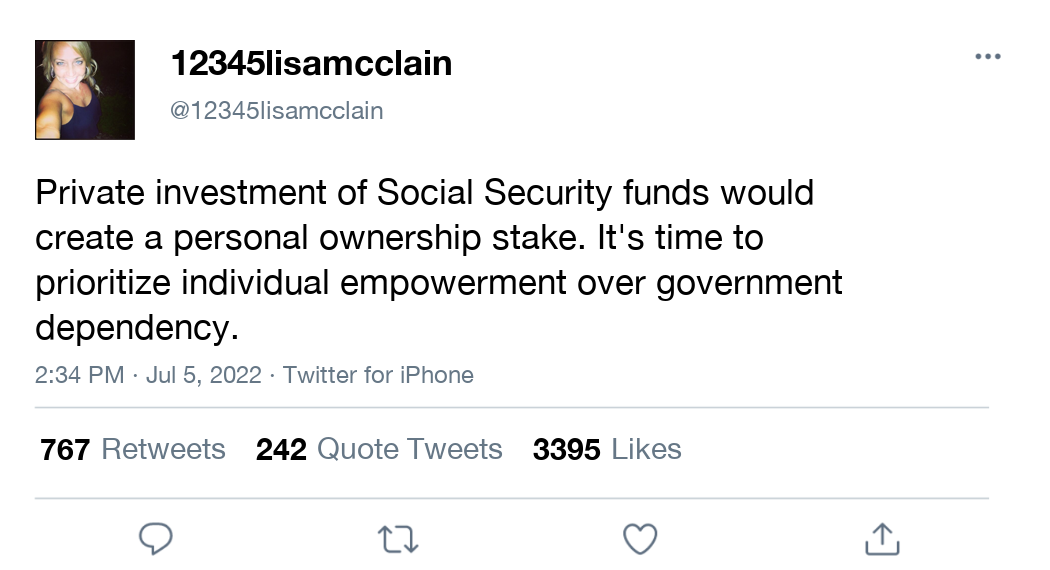 12345lisamcclain
@12345lisamcclain
Private investment of Social Security funds would
create a personal ownership stake. It's time to
prioritize individual empowerment over government
dependency.
2:34 PM · Jul 5, 2022 · Twitter for iPhone
767 Retweets 242 Quote Tweets 3395 Likes